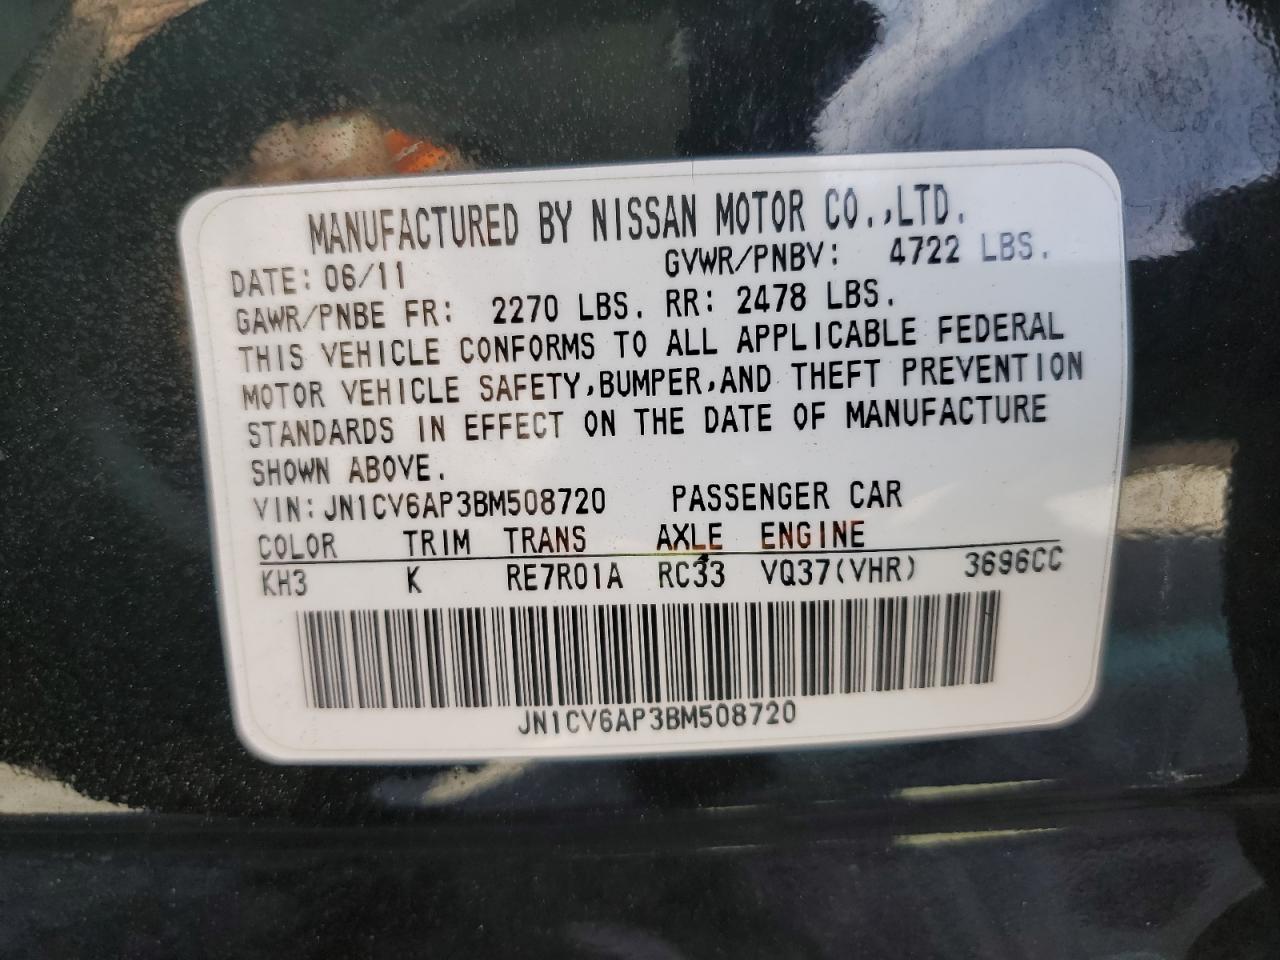 MANUFACTURED BY NISSAN MOTOR CO.,LTD.
DATE: 06/11 GVWR/PNBV: 4722 LBS.
GAWR/PNBE FR: 2270 LBS. RR: 2478 LBS.
THIS VEHICLE CONFORMS TO ALL APPLICABLE FEDERAL
MOTOR VEHICLE SAFETY,BUMPER,AND THEFT PREVENTION
STANDARDS IN EFFECT ON THE DATE OF MANUFACTURE
SHOWN ABOVE.
VIN: JN1CV6AP3BM508720 PASSENGER CAR
COLOR TRIM TRANS AXLE ENGINE
KH3 K RE7R01A RC33 VQ37(VHR) 3696CC
JN1CV6AP3BM508720